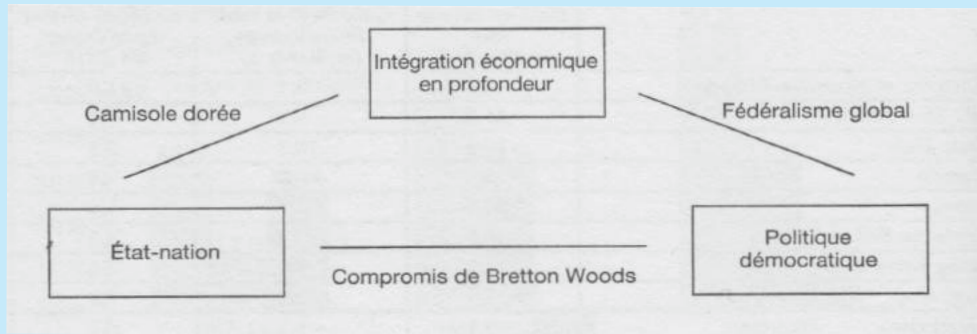 Intégration économique
en profondeur
Camisole dorée
Fédéralisme global
État-nation
Politique
démocratique
Compromis de Bretton Woods